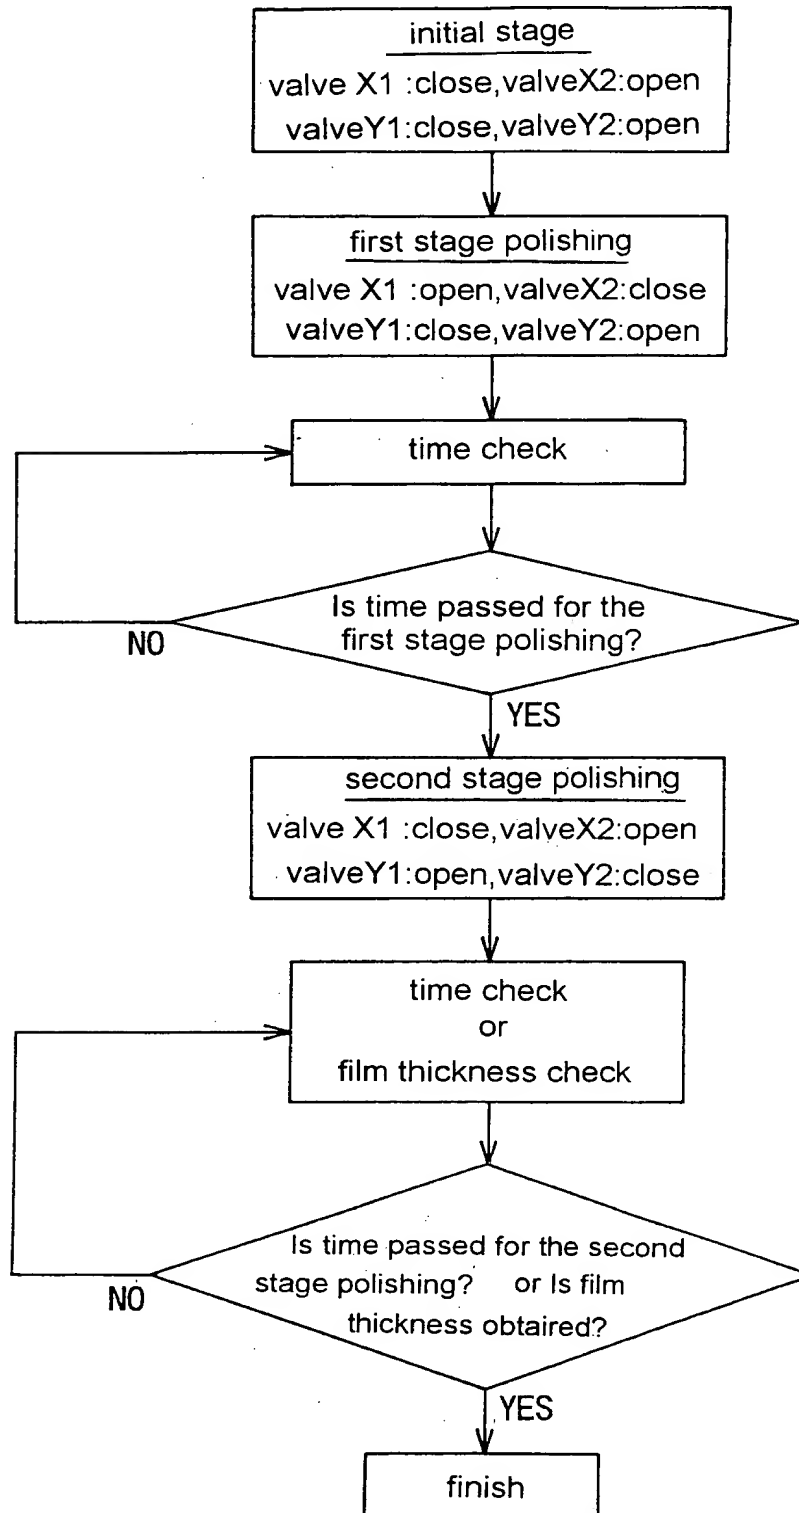 initial stage
valve X1 :close,valveX2:open
valveY1:close,valveY2:open
first stage polishing
valve X1 :open,valveX2:close
valveY1:close,valveY2:open
time check
Is time passed for the
first stage polishing?
NO
YES
second stage polishing
valve X1 :close,valveX2:open
valveY1:open,valveY2:close
time check
or
film thickness check
Is time passed for the second
stage polishing? or Is film
thickness obtaired?
NO
YES
finish